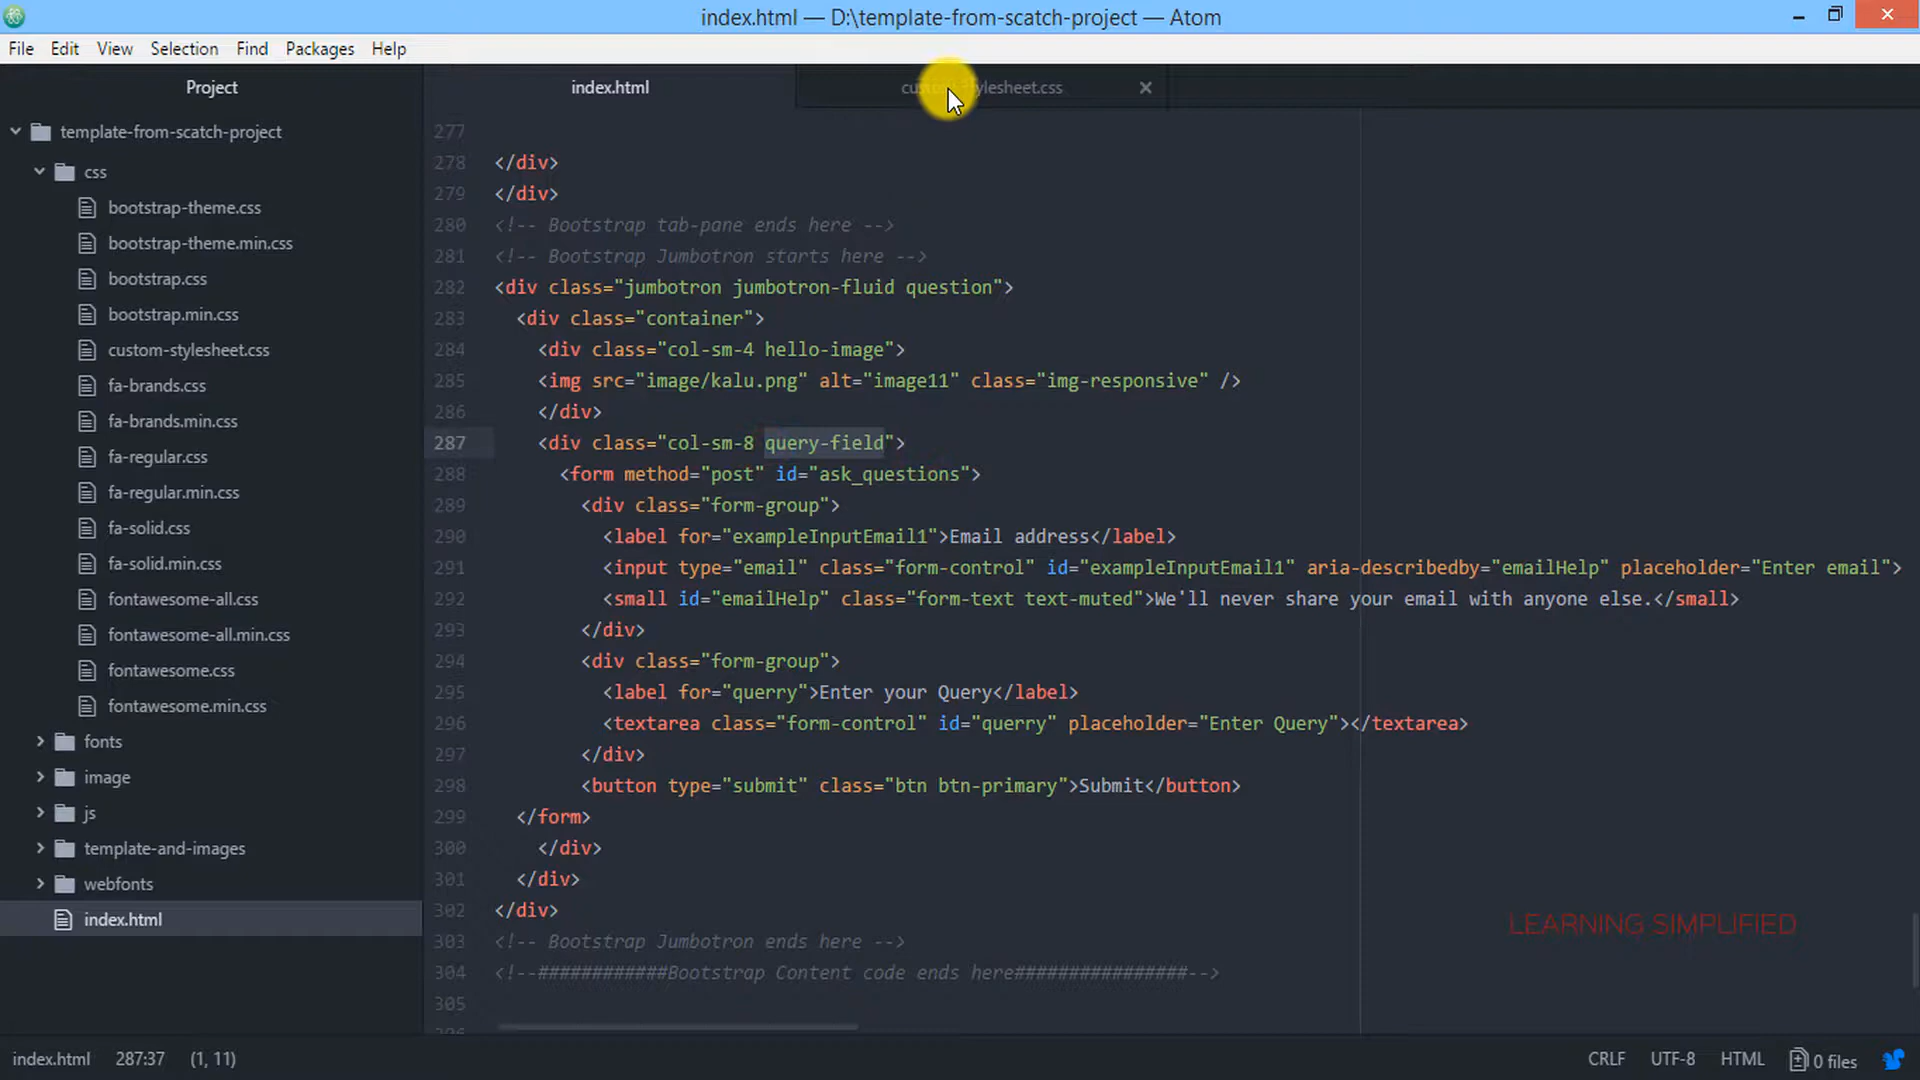 index.html — D:\template-from-scatch-project — Atom
File Edit View Selection Find Packages Help
Project
template-from-scatch-project
css
bootstrap-theme.css
bootstrap-theme.min.css
bootstrap.css
bootstrap.min.css
custom-stylesheet.css
fa-brands.css
fa-brands.min.css
fa-regular.css
fa-regular.min.css
fa-solid.css
fa-solid.min.css
fontawesome-all.css
fontawesome-all.min.css
fontawesome.css
fontawesome.min.css
fonts
image
js
template-and-images
webfonts
index.html
index.html
277
278 </div>
279 </div>
280 <!-- Bootstrap tab-pane ends here -->
281 <!-- Bootstrap Jumbotron starts here -->
282 <div class="jumbotron jumbotron-fluid question">
283 <div class="container">
284 <div class="col-sm-4 hello-image">
285 <img src="image/kalu.png" alt="image11" class="img-responsive" />
286 </div>
287 <div class="col-sm-8 query-field">
288 <form method="post" id="ask_questions">
289 <div class="form-group">
290 <label for="exampleInputEmail1">Email address</label>
291 <input type="email" class="form-control" id="exampleInputEmail1" aria-describedby="emailHelp" placeholder="Enter email">
292 <small id="emailHelp" class="form-text text-muted">We'll never share your email with anyone else.</small>
293 </div>
294 <div class="form-group">
295 <label for="querry">Enter your Query</label>
296 <textarea class="form-control" id="querry" placeholder="Enter Query"></textarea>
297 </div>
298 <button type="submit" class="btn btn-primary">Submit</button>
299 </form>
300 </div>
301 </div>
302 </div>
303 <!-- Bootstrap Jumbotron ends here -->
304 <!--############Bootstrap Content code ends here################-->
305
LEARNING SIMPLIFIED
index.html 287:37 (1, 11) CRLF UTF-8 HTML 0 files